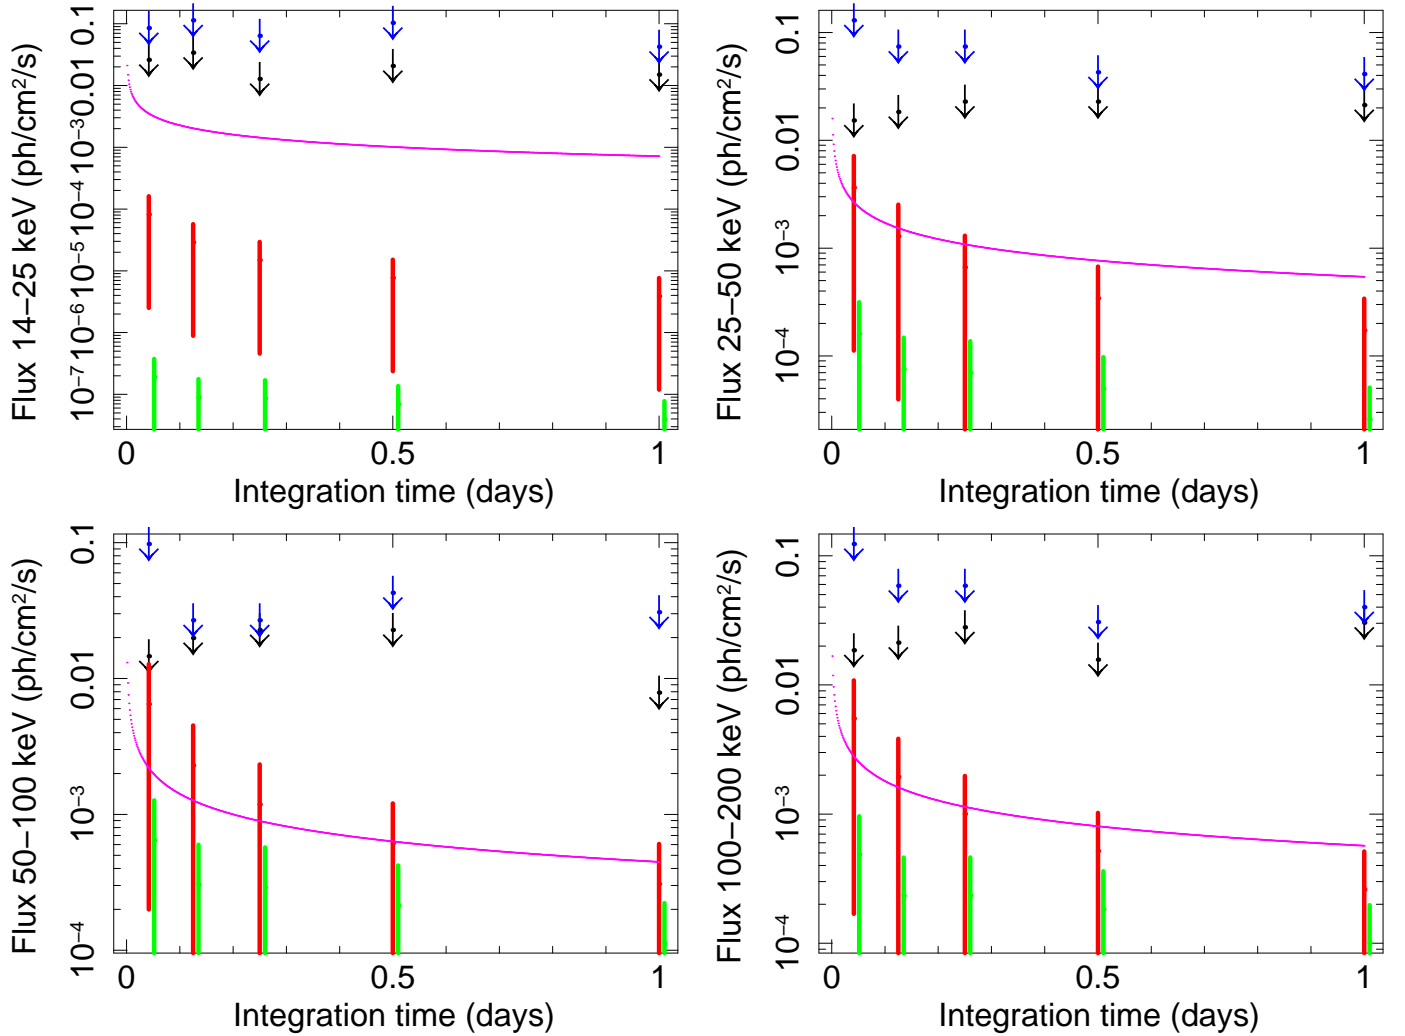 Flux 14–25 keV (ph/cm²/s)
0.1
0.01
10⁻³
10⁻⁴
10⁻⁵
10⁻⁶
10⁻⁷
0 0.5 1
Integration time (days)
Flux 25–50 keV (ph/cm²/s)
0.1
0.01
10⁻³
10⁻⁴
0 0.5 1
Integration time (days)
Flux 50–100 keV (ph/cm²/s)
0.1
0.01
10⁻³
10⁻⁴
0 0.5 1
Integration time (days)
Flux 100–200 keV (ph/cm²/s)
0.1
0.01
10⁻³
10⁻⁴
0 0.5 1
Integration time (days)